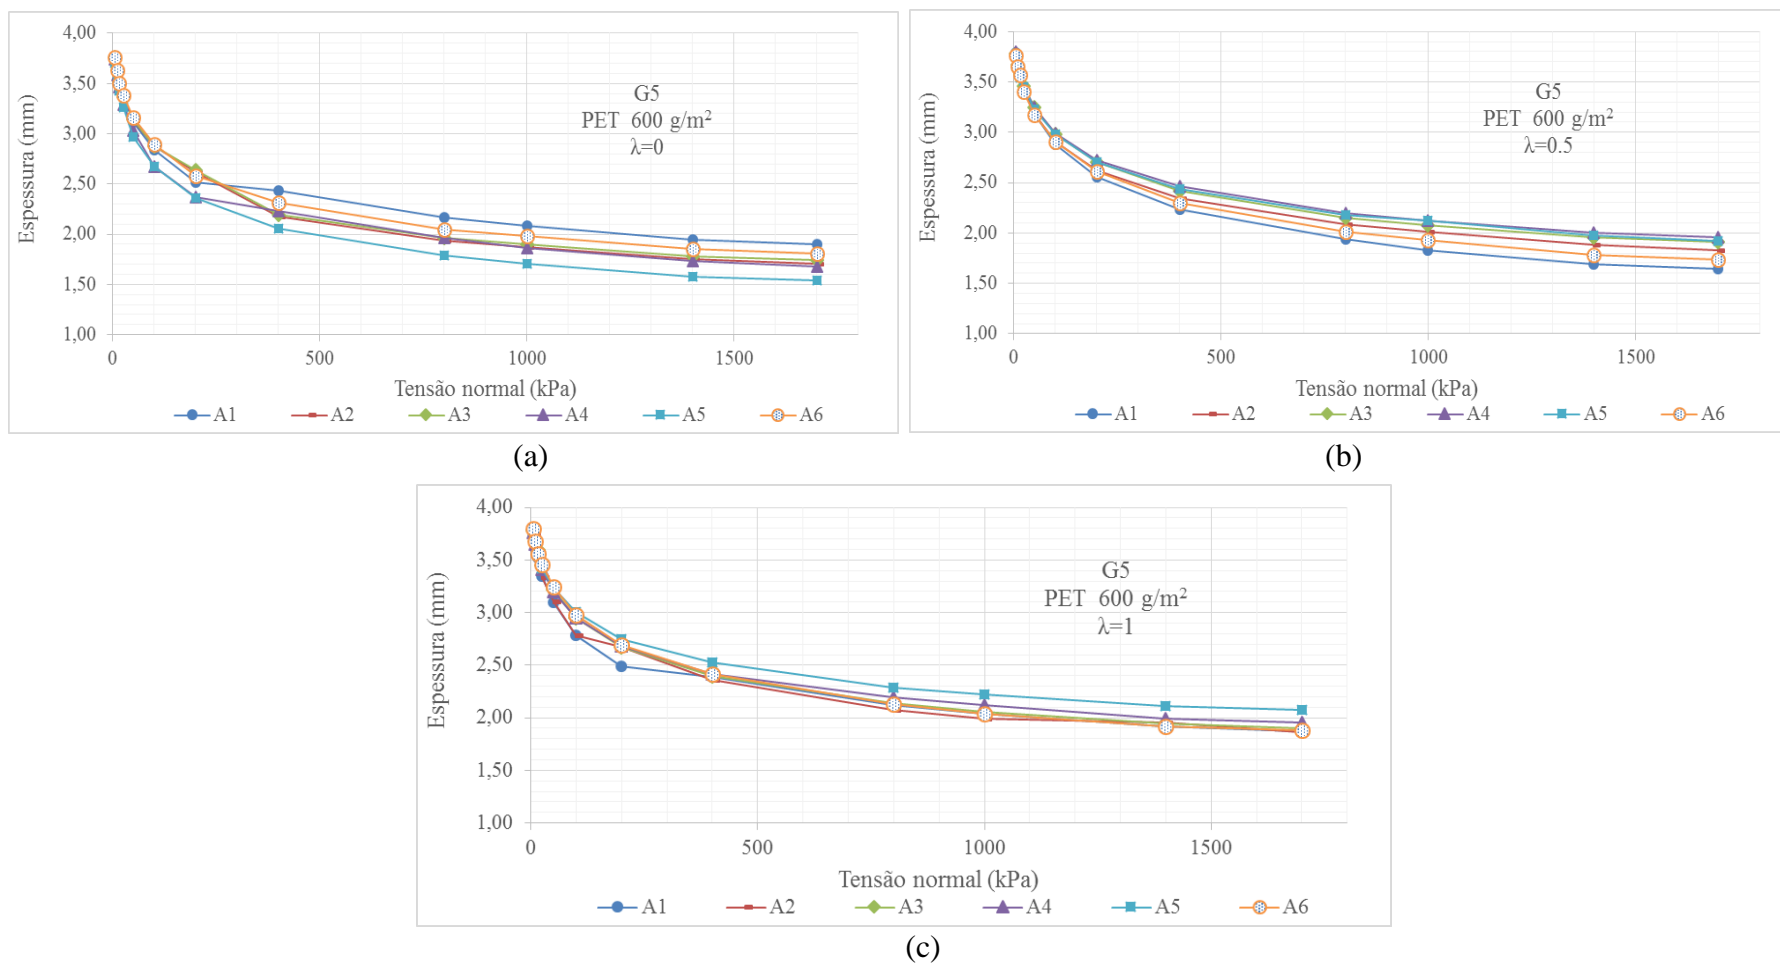 4,00
3,50
3,00
2,50
2,00
1,50
1,00
Espessura (mm)
G5
PET 600 g/m²
λ=0
0 500 1000 1500
Tensão normal (kPa)
A1 A2 A3 A4 A5 A6
(a)
4,00
3,50
3,00
2,50
2,00
1,50
1,00
Espessura (mm)
G5
PET 600 g/m²
λ=0.5
0 500 1000 1500
Tensão normal (kPa)
A1 A2 A3 A4 A5 A6
(b)
4,00
3,50
3,00
2,50
2,00
1,50
1,00
Espessura (mm)
G5
PET 600 g/m²
λ=1
0 500 1000 1500
Tensão normal (kPa)
A1 A2 A3 A4 A5 A6
(c)